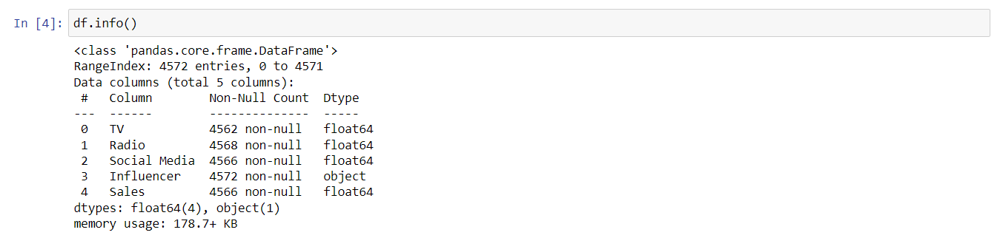 In [4]: df.info()
<class 'pandas.core.frame.DataFrame'>
RangeIndex: 4572 entries, 0 to 4571
Data columns (total 5 columns):
 #   Column        Non-Null Count  Dtype
---  ------        --------------  -----
 0   TV            4562 non-null   float64
 1   Radio         4568 non-null   float64
 2   Social Media  4566 non-null   float64
 3   Influencer    4572 non-null   object
 4   Sales         4566 non-null   float64
dtypes: float64(4), object(1)
memory usage: 178.7+ KB